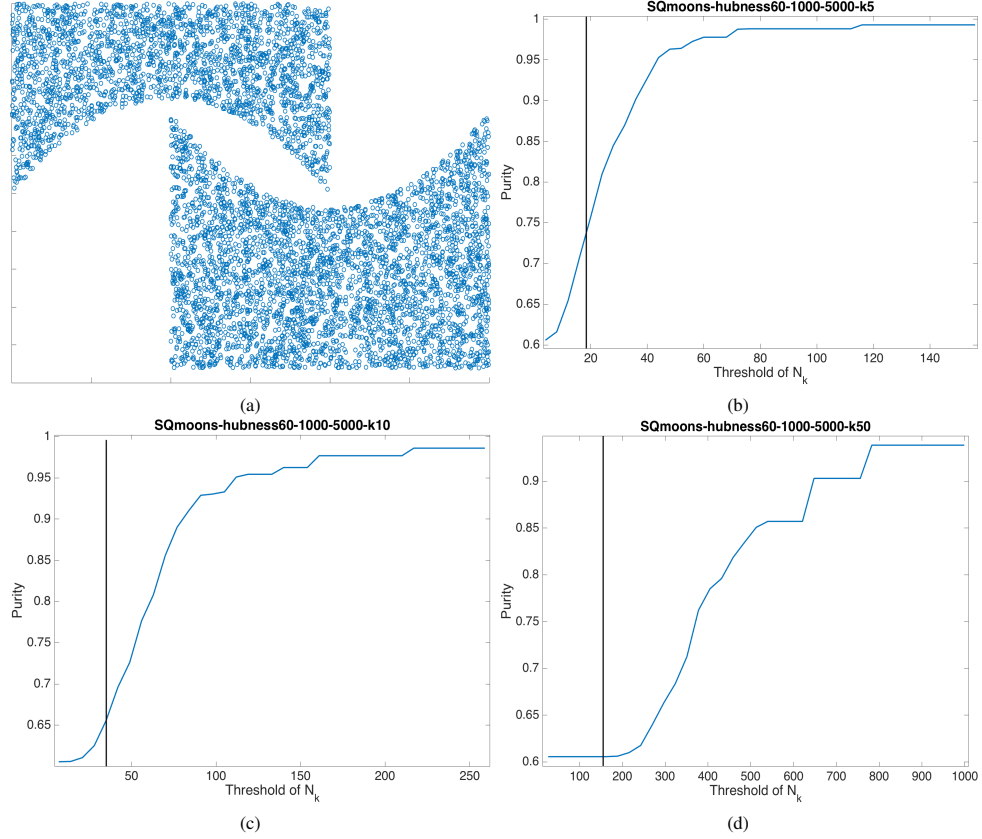 SQmoons-hubness60-1000-5000-k5
1
0.95
0.9
0.85
0.8
0.75
0.7
0.65
0.6
Purity
20 40 60 80 100 120 140
Threshold of N_k
(a) (b)
SQmoons-hubness60-1000-5000-k10
1
0.95
0.9
0.85
0.8
0.75
0.7
0.65
Purity
50 100 150 200 250
Threshold of N_k
(c)
SQmoons-hubness60-1000-5000-k50
0.9
0.85
0.8
0.75
0.7
0.65
0.6
Purity
100 200 300 400 500 600 700 800 900 1000
Threshold of N_k
(d)